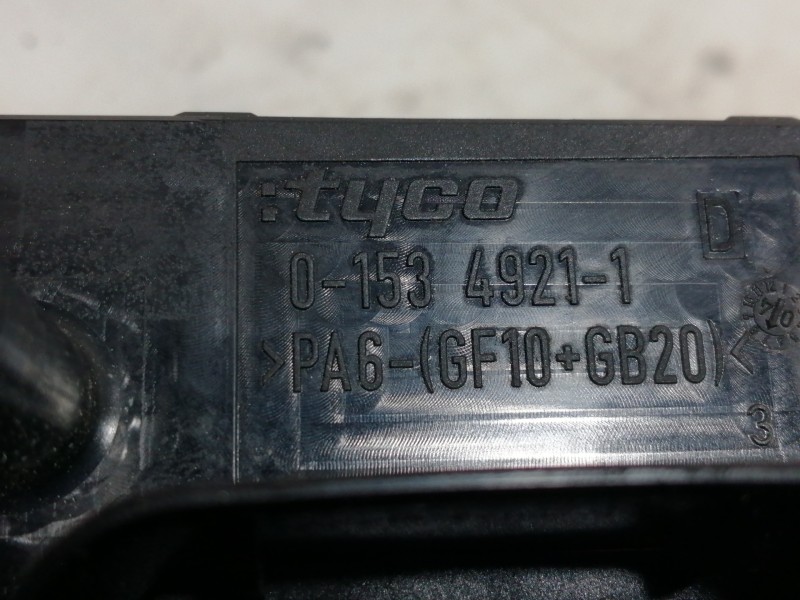 :tyco
D
0-153 4921-1
>PA6-(GF10+GB20)<
3